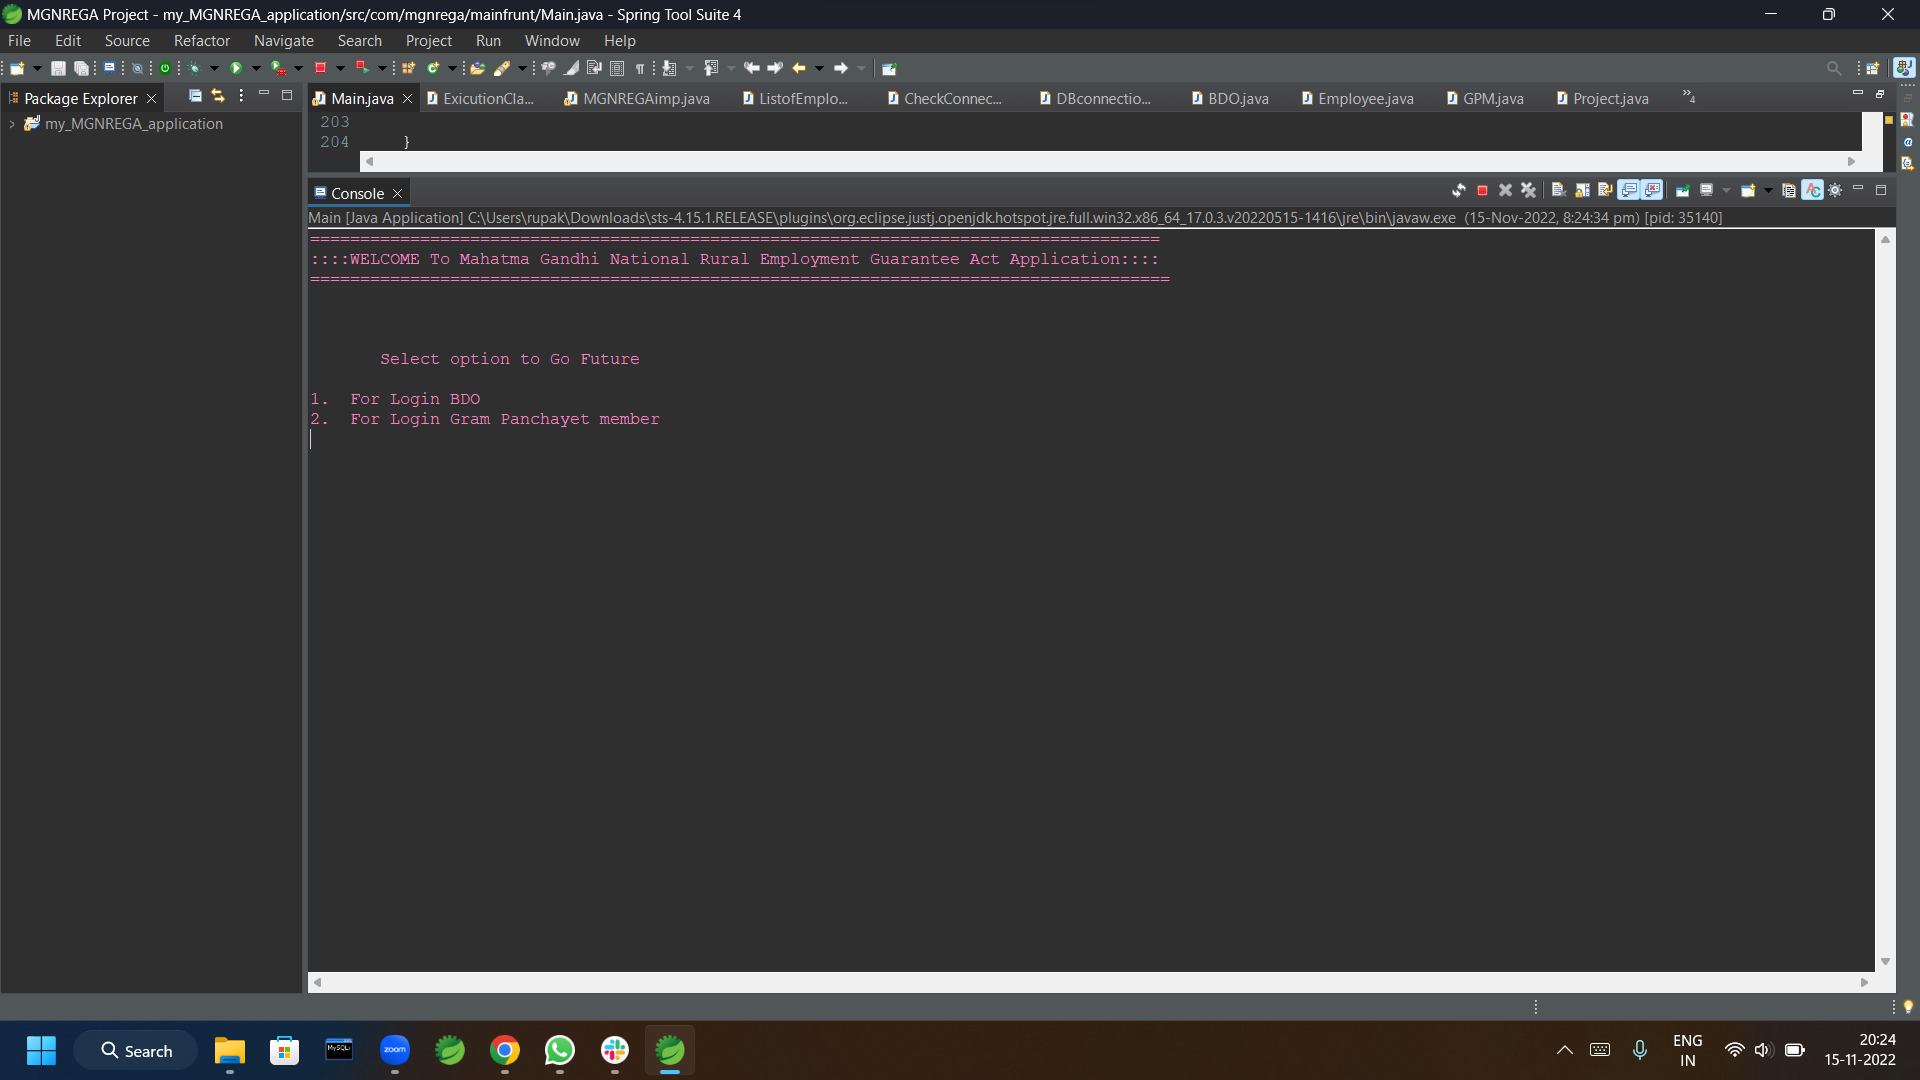 MGNREGA Project - my_MGNREGA_application/src/com/mgnrega/mainfrunt/Main.java - Spring Tool Suite 4
File Edit Source Refactor Navigate Search Project Run Window Help
Package Explorer
Main.java ExicutionCla... MGNREGAimp.java ListofEmplo... CheckConnec... DBconnectio... BDO.java Employee.java GPM.java Project.java »4
my_MGNREGA_application
203
204 }
Console
Main [Java Application] C:\Users\rupak\Downloads\sts-4.15.1.RELEASE\plugins\org.eclipse.justj.openjdk.hotspot.jre.full.win32.x86_64_17.0.3.v20220515-1416\jre\bin\javaw.exe (15-Nov-2022, 8:24:34 pm) [pid: 35140]
=====================================================================================
::::WELCOME To Mahatma Gandhi National Rural Employment Guarantee Act Application::::
======================================================================================
Select option to Go Future
1. For Login BDO
2. For Login Gram Panchayet member
Search
MySQL
zoom
ENG
IN
20:24
15-11-2022